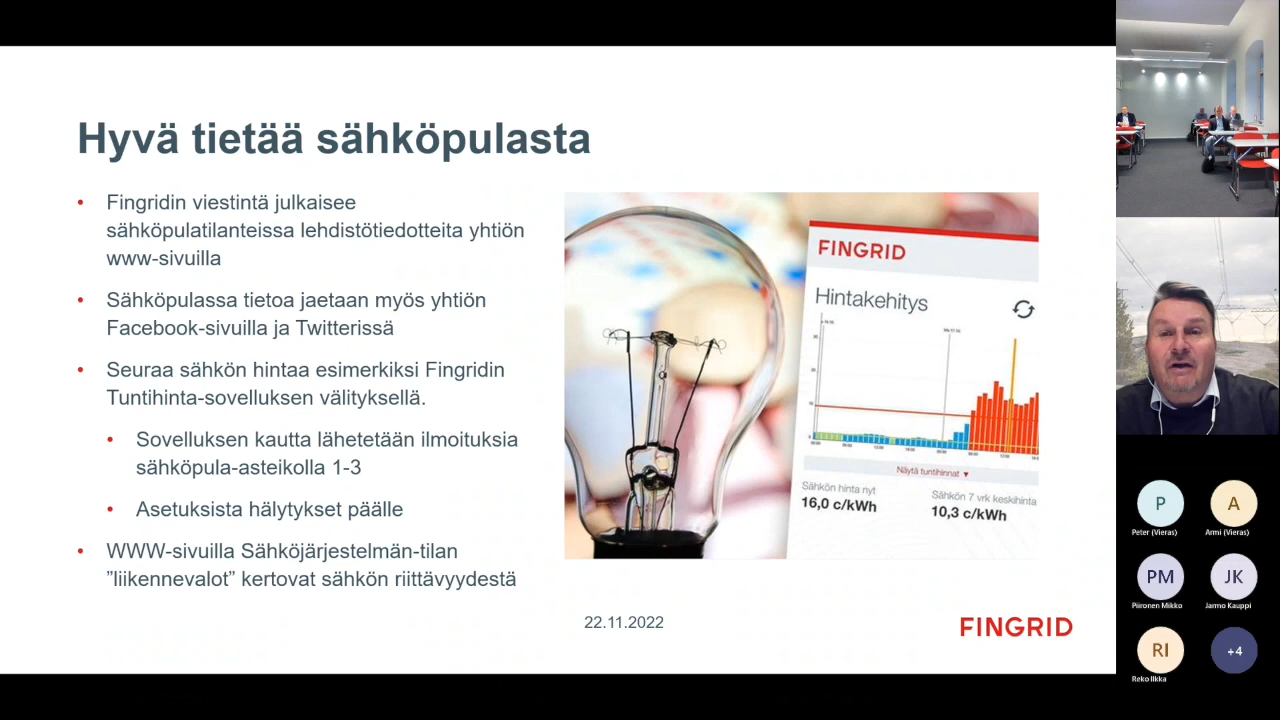 Hyvä tietää sähköpulasta
• Fingridin viestintä julkaisee
sähköpulatilanteissa lehdistötiedotteita yhtiön
www-sivuilla
• Sähköpulassa tietoa jaetaan myös yhtiön
Facebook-sivuilla ja Twitterissä
• Seuraa sähkön hintaa esimerkiksi Fingridin
Tuntihinta-sovelluksen välityksellä.
• Sovelluksen kautta lähetetään ilmoituksia
sähköpula-asteikolla 1-3
• Asetuksista hälytykset päälle
• WWW-sivuilla Sähköjärjestelmän-tilan
”liikennevalot” kertovat sähkön riittävyydestä
FINGRID
Hintakehitys
Näytä tuntihinnat ▼
Sähkön hinta nyt
16,0 c/kWh
Sähkön 7 vrk keskihinta
10,3 c/kWh
22.11.2022
FINGRID
P
Peter (Vieras)
A
Armi (Vieras)
PM
Piironen Mikko
JK
Jarmo Kauppi
RI
Reko Ilkka
+4